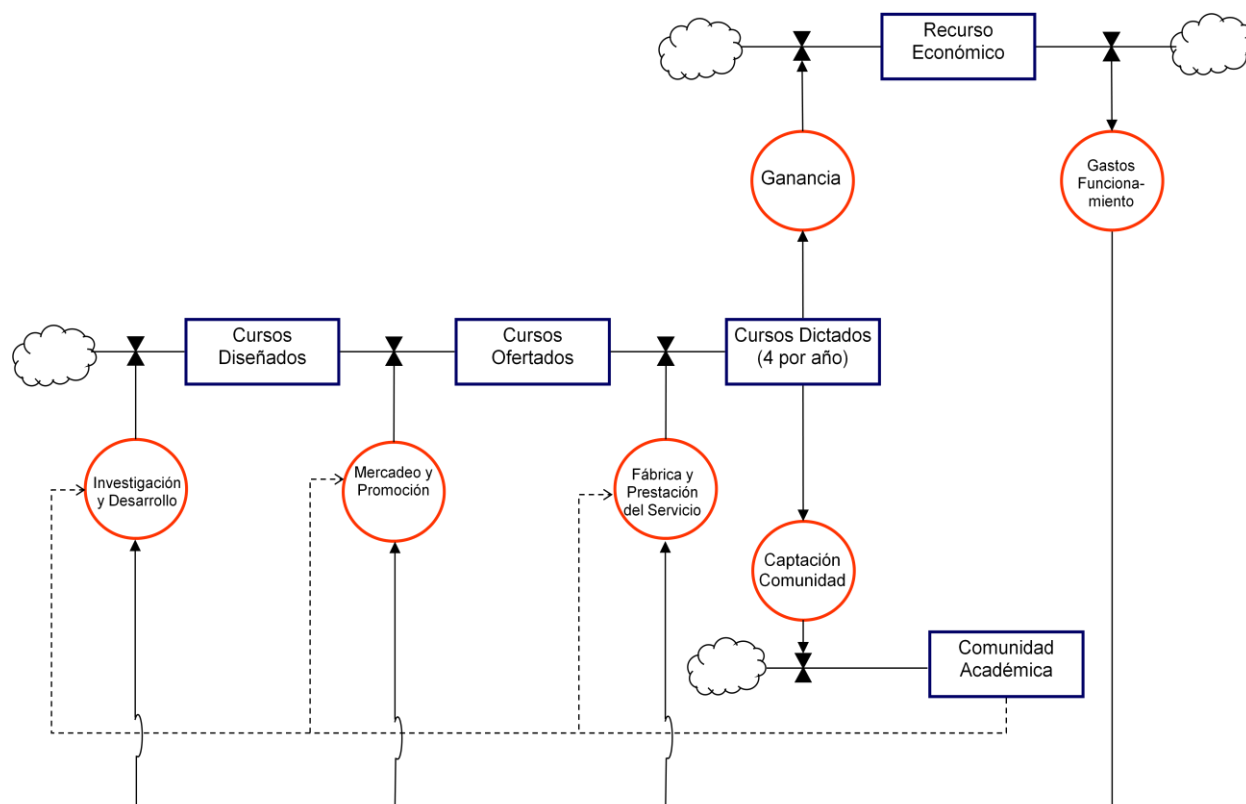 Recurso
Económico
Ganancia
Gastos
Funciona-
miento
Cursos
Diseñados
Cursos
Ofertados
Cursos Dictados
(4 por año)
Investigación
y Desarrollo
Mercadeo y
Promoción
Fábrica y
Prestación
del Servicio
Captación
Comunidad
Comunidad
Académica